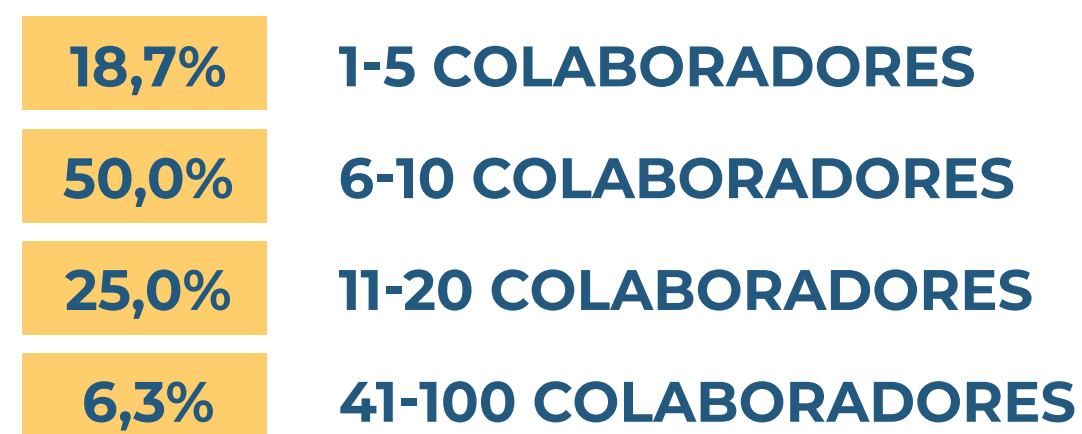 18,7% 1-5 COLABORADORES
50,0% 6-10 COLABORADORES
25,0% 11-20 COLABORADORES
6,3% 41-100 COLABORADORES